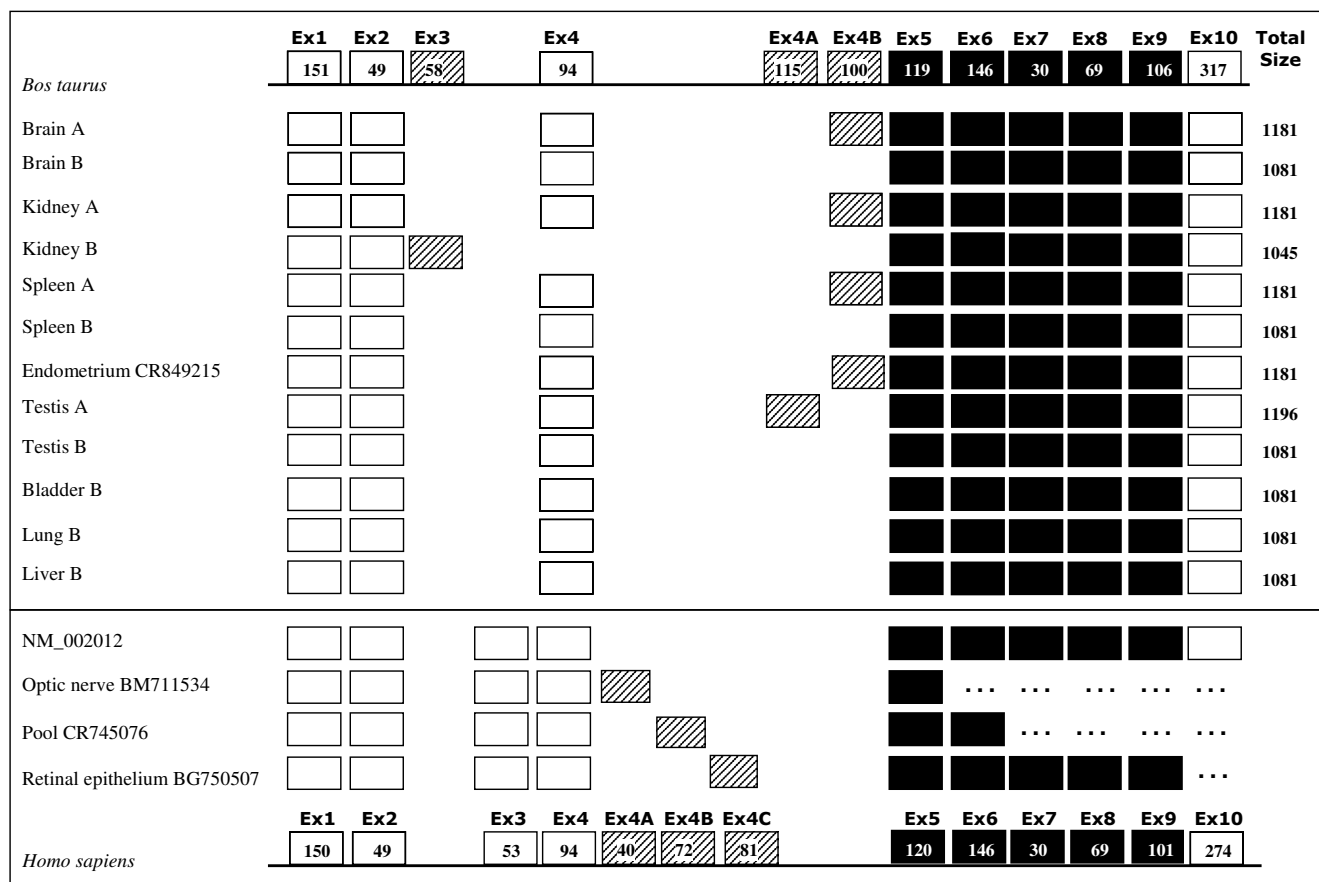 Ex1 Ex2 Ex3 Ex4 Ex4A Ex4B Ex5 Ex6 Ex7 Ex8 Ex9 Ex10 Total Size
151 49 58 94 115 100 119 146 30 69 106 317
Bos taurus
Brain A 1181
Brain B 1081
Kidney A 1181
Kidney B 1045
Spleen A 1181
Spleen B 1081
Endometrium CR849215 1181
Testis A 1196
Testis B 1081
Bladder B 1081
Lung B 1081
Liver B 1081
NM_002012
Optic nerve BM711534 ... ... ... ... ...
Pool CR745076 ... ... ... ...
Retinal epithelium BG750507 ...
Ex1 Ex2 Ex3 Ex4 Ex4A Ex4B Ex4C Ex5 Ex6 Ex7 Ex8 Ex9 Ex10
150 49 53 94 40 72 81 120 146 30 69 101 274
Homo sapiens